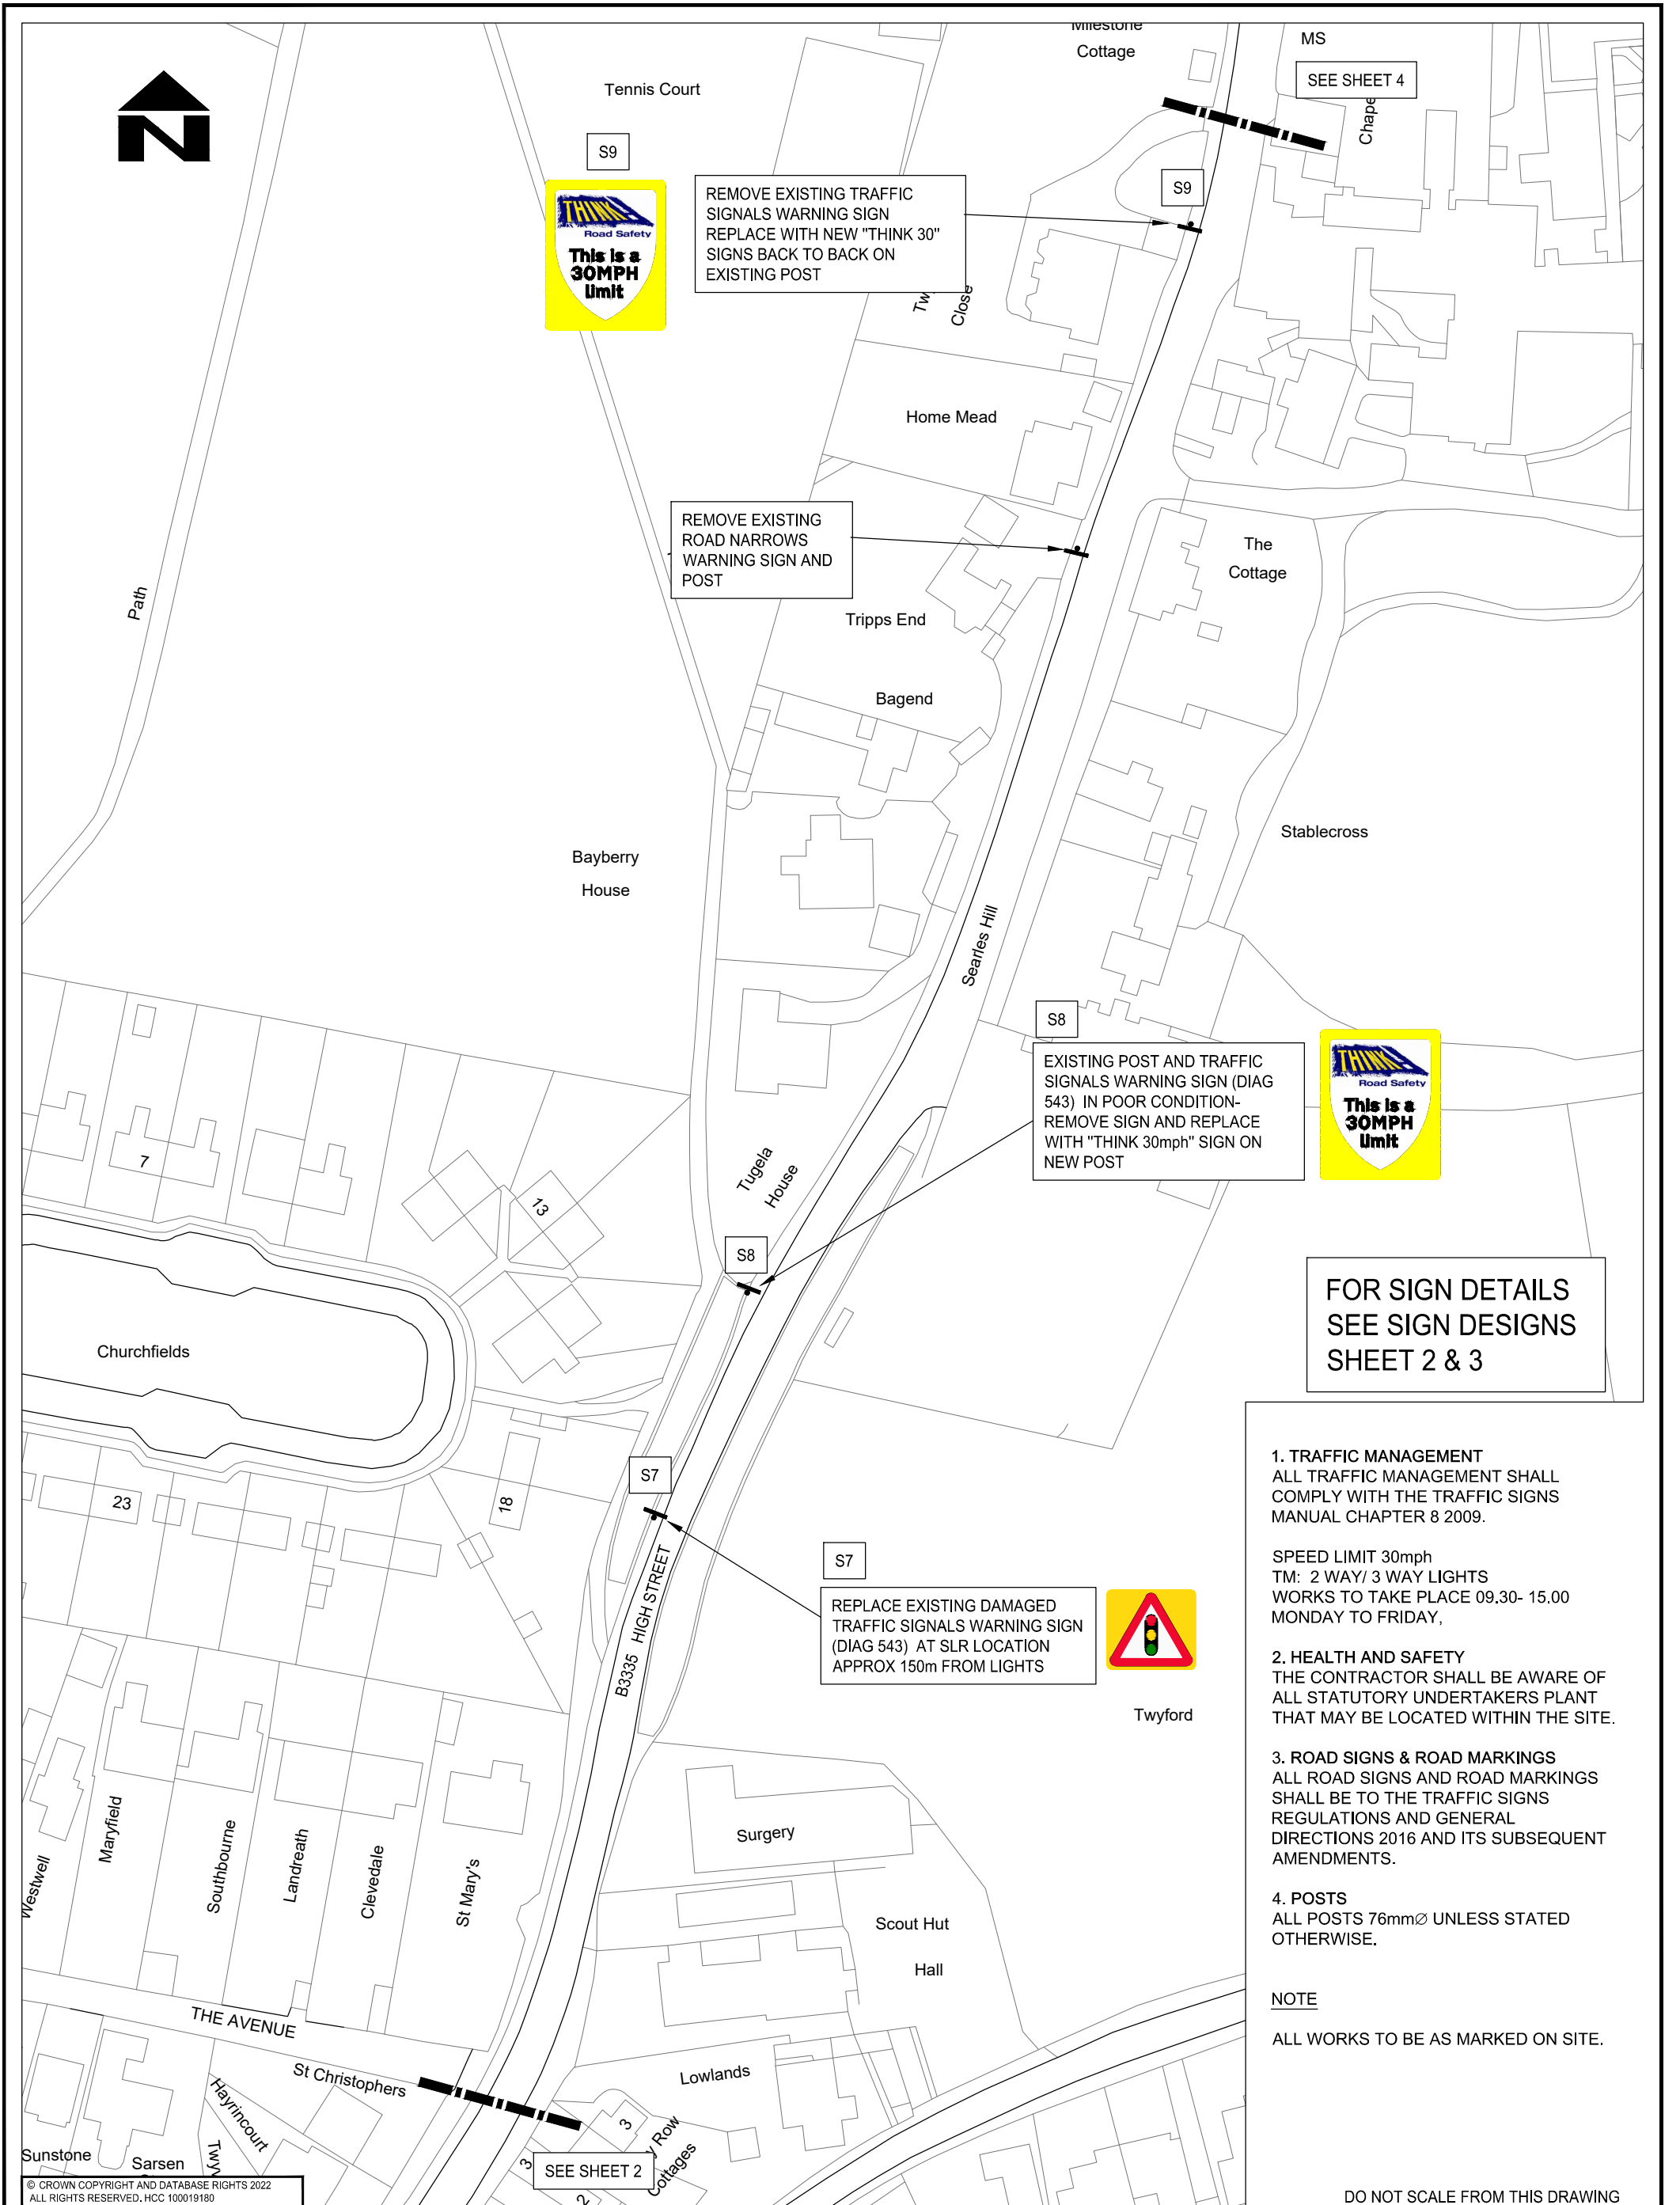 Milestone
Cottage
MS
SEE SHEET 4
Chape
Tennis Court
N
S9
THINK!
Road Safety
This is a
30MPH
limit
REMOVE EXISTING TRAFFIC
SIGNALS WARNING SIGN
REPLACE WITH NEW "THINK 30"
SIGNS BACK TO BACK ON
EXISTING POST
S9
Tw
Close
Home Mead
REMOVE EXISTING
ROAD NARROWS
WARNING SIGN AND
POST
The
Cottage
Path
Tripps End
Bagend
Stablecross
Bayberry
House
Searles Hill
S8
EXISTING POST AND TRAFFIC
SIGNALS WARNING SIGN (DIAG
543) IN POOR CONDITION-
REMOVE SIGN AND REPLACE
WITH "THINK 30mph" SIGN ON
NEW POST
THINK!
Road Safety
This is a
30MPH
limit
7
13
Tugela
House
S8
FOR SIGN DETAILS
SEE SIGN DESIGNS
SHEET 2 & 3
Churchfields
S7
23
18
B3335 HIGH STREET
S7
REPLACE EXISTING DAMAGED
TRAFFIC SIGNALS WARNING SIGN
(DIAG 543) AT SLR LOCATION
APPROX 150m FROM LIGHTS
Twyford
1. TRAFFIC MANAGEMENT
ALL TRAFFIC MANAGEMENT SHALL
COMPLY WITH THE TRAFFIC SIGNS
MANUAL CHAPTER 8 2009.
SPEED LIMIT 30mph
TM: 2 WAY/ 3 WAY LIGHTS
WORKS TO TAKE PLACE 09.30- 15.00
MONDAY TO FRIDAY,
2. HEALTH AND SAFETY
THE CONTRACTOR SHALL BE AWARE OF
ALL STATUTORY UNDERTAKERS PLANT
THAT MAY BE LOCATED WITHIN THE SITE.
3. ROAD SIGNS & ROAD MARKINGS
ALL ROAD SIGNS AND ROAD MARKINGS
SHALL BE TO THE TRAFFIC SIGNS
REGULATIONS AND GENERAL
DIRECTIONS 2016 AND ITS SUBSEQUENT
AMENDMENTS.
4. POSTS
ALL POSTS 76mmØ UNLESS STATED
OTHERWISE.
NOTE
ALL WORKS TO BE AS MARKED ON SITE.
Westwell
Maryfield
Southbourne
Landreath
Clevedale
St Mary's
Surgery
Scout Hut
Hall
THE AVENUE
St Christophers
Lowlands
Hayrincourt
Twyv
Sunstone
Sarsen
3
3
2
y Row
Cottages
SEE SHEET 2
© CROWN COPYRIGHT AND DATABASE RIGHTS 2022
ALL RIGHTS RESERVED. HCC 100019180
DO NOT SCALE FROM THIS DRAWING